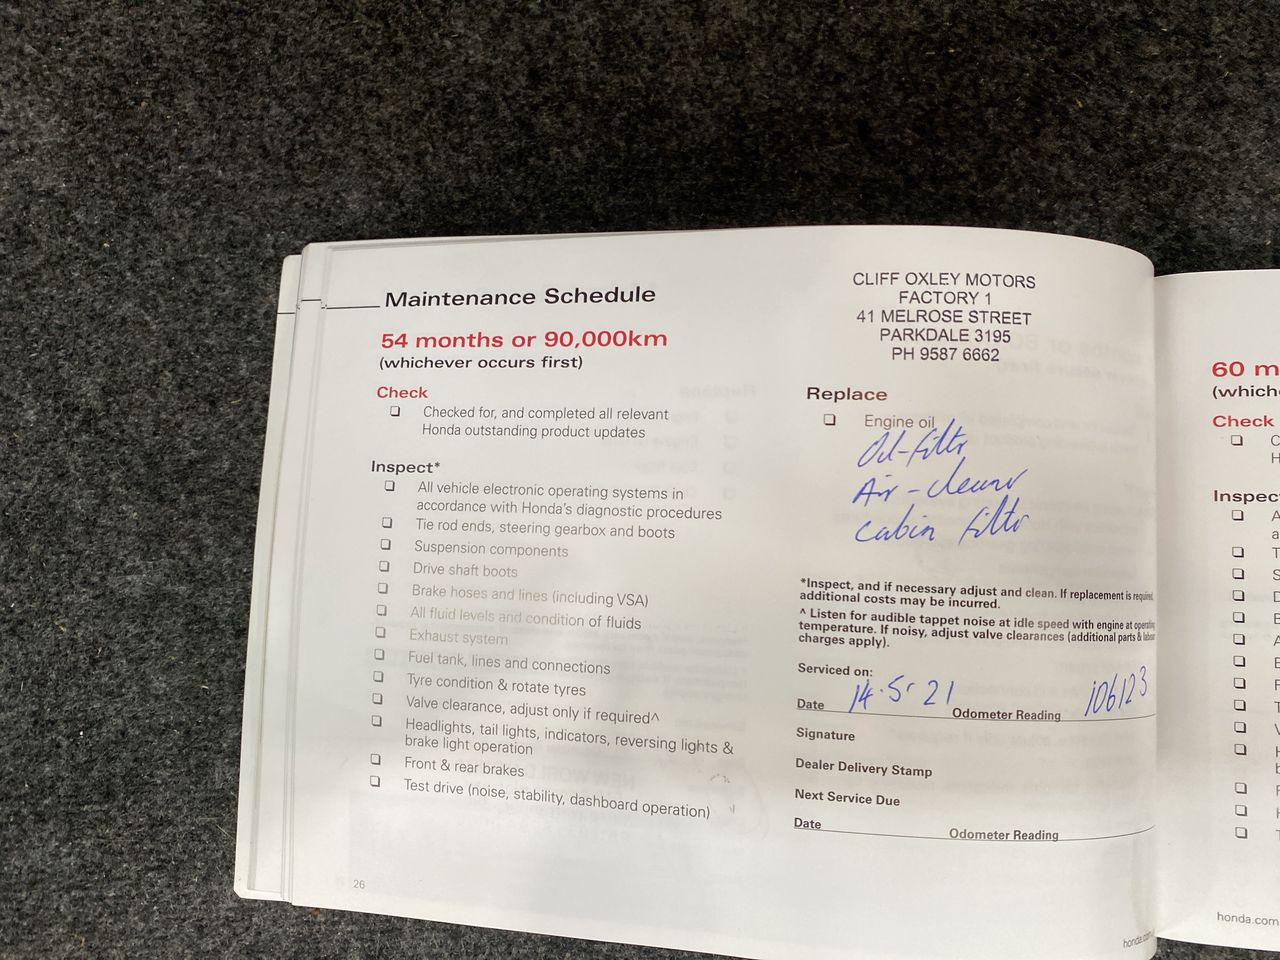 Maintenance Schedule
54 months or 90,000km
(whichever occurs first)
Check
❏ Checked for, and completed all relevant
Honda outstanding product updates
Inspect*
❏ All vehicle electronic operating systems in
accordance with Honda's diagnostic procedures
❏ Tie rod ends, steering gearbox and boots
❏ Suspension components
❏ Drive shaft boots
❏ Brake hoses and lines (including VSA)
❏ All fluid levels and condition of fluids
❏ Exhaust system
❏ Fuel tank, lines and connections
❏ Tyre condition & rotate tyres
❏ Valve clearance, adjust only if required^
❏ Headlights, tail lights, indicators, reversing lights &
brake light operation
❏ Front & rear brakes
❏ Test drive (noise, stability, dashboard operation)
26
CLIFF OXLEY MOTORS
FACTORY 1
41 MELROSE STREET
PARKDALE 3195
PH 9587 6662
Replace
❏ Engine oil
Oil-filter
Air-cleaner
Cabin filter
*Inspect, and if necessary adjust and clean. If replacement is required,
additional costs may be incurred.
^ Listen for audible tappet noise at idle speed with engine at operating
temperature. If noisy, adjust valve clearances (additional parts & labour
charges apply).
Serviced on:
Date 14.5.21 Odometer Reading 106123
Signature
Dealer Delivery Stamp
Next Service Due
Date Odometer Reading
60 m
(which
Check
Inspec
honda.com